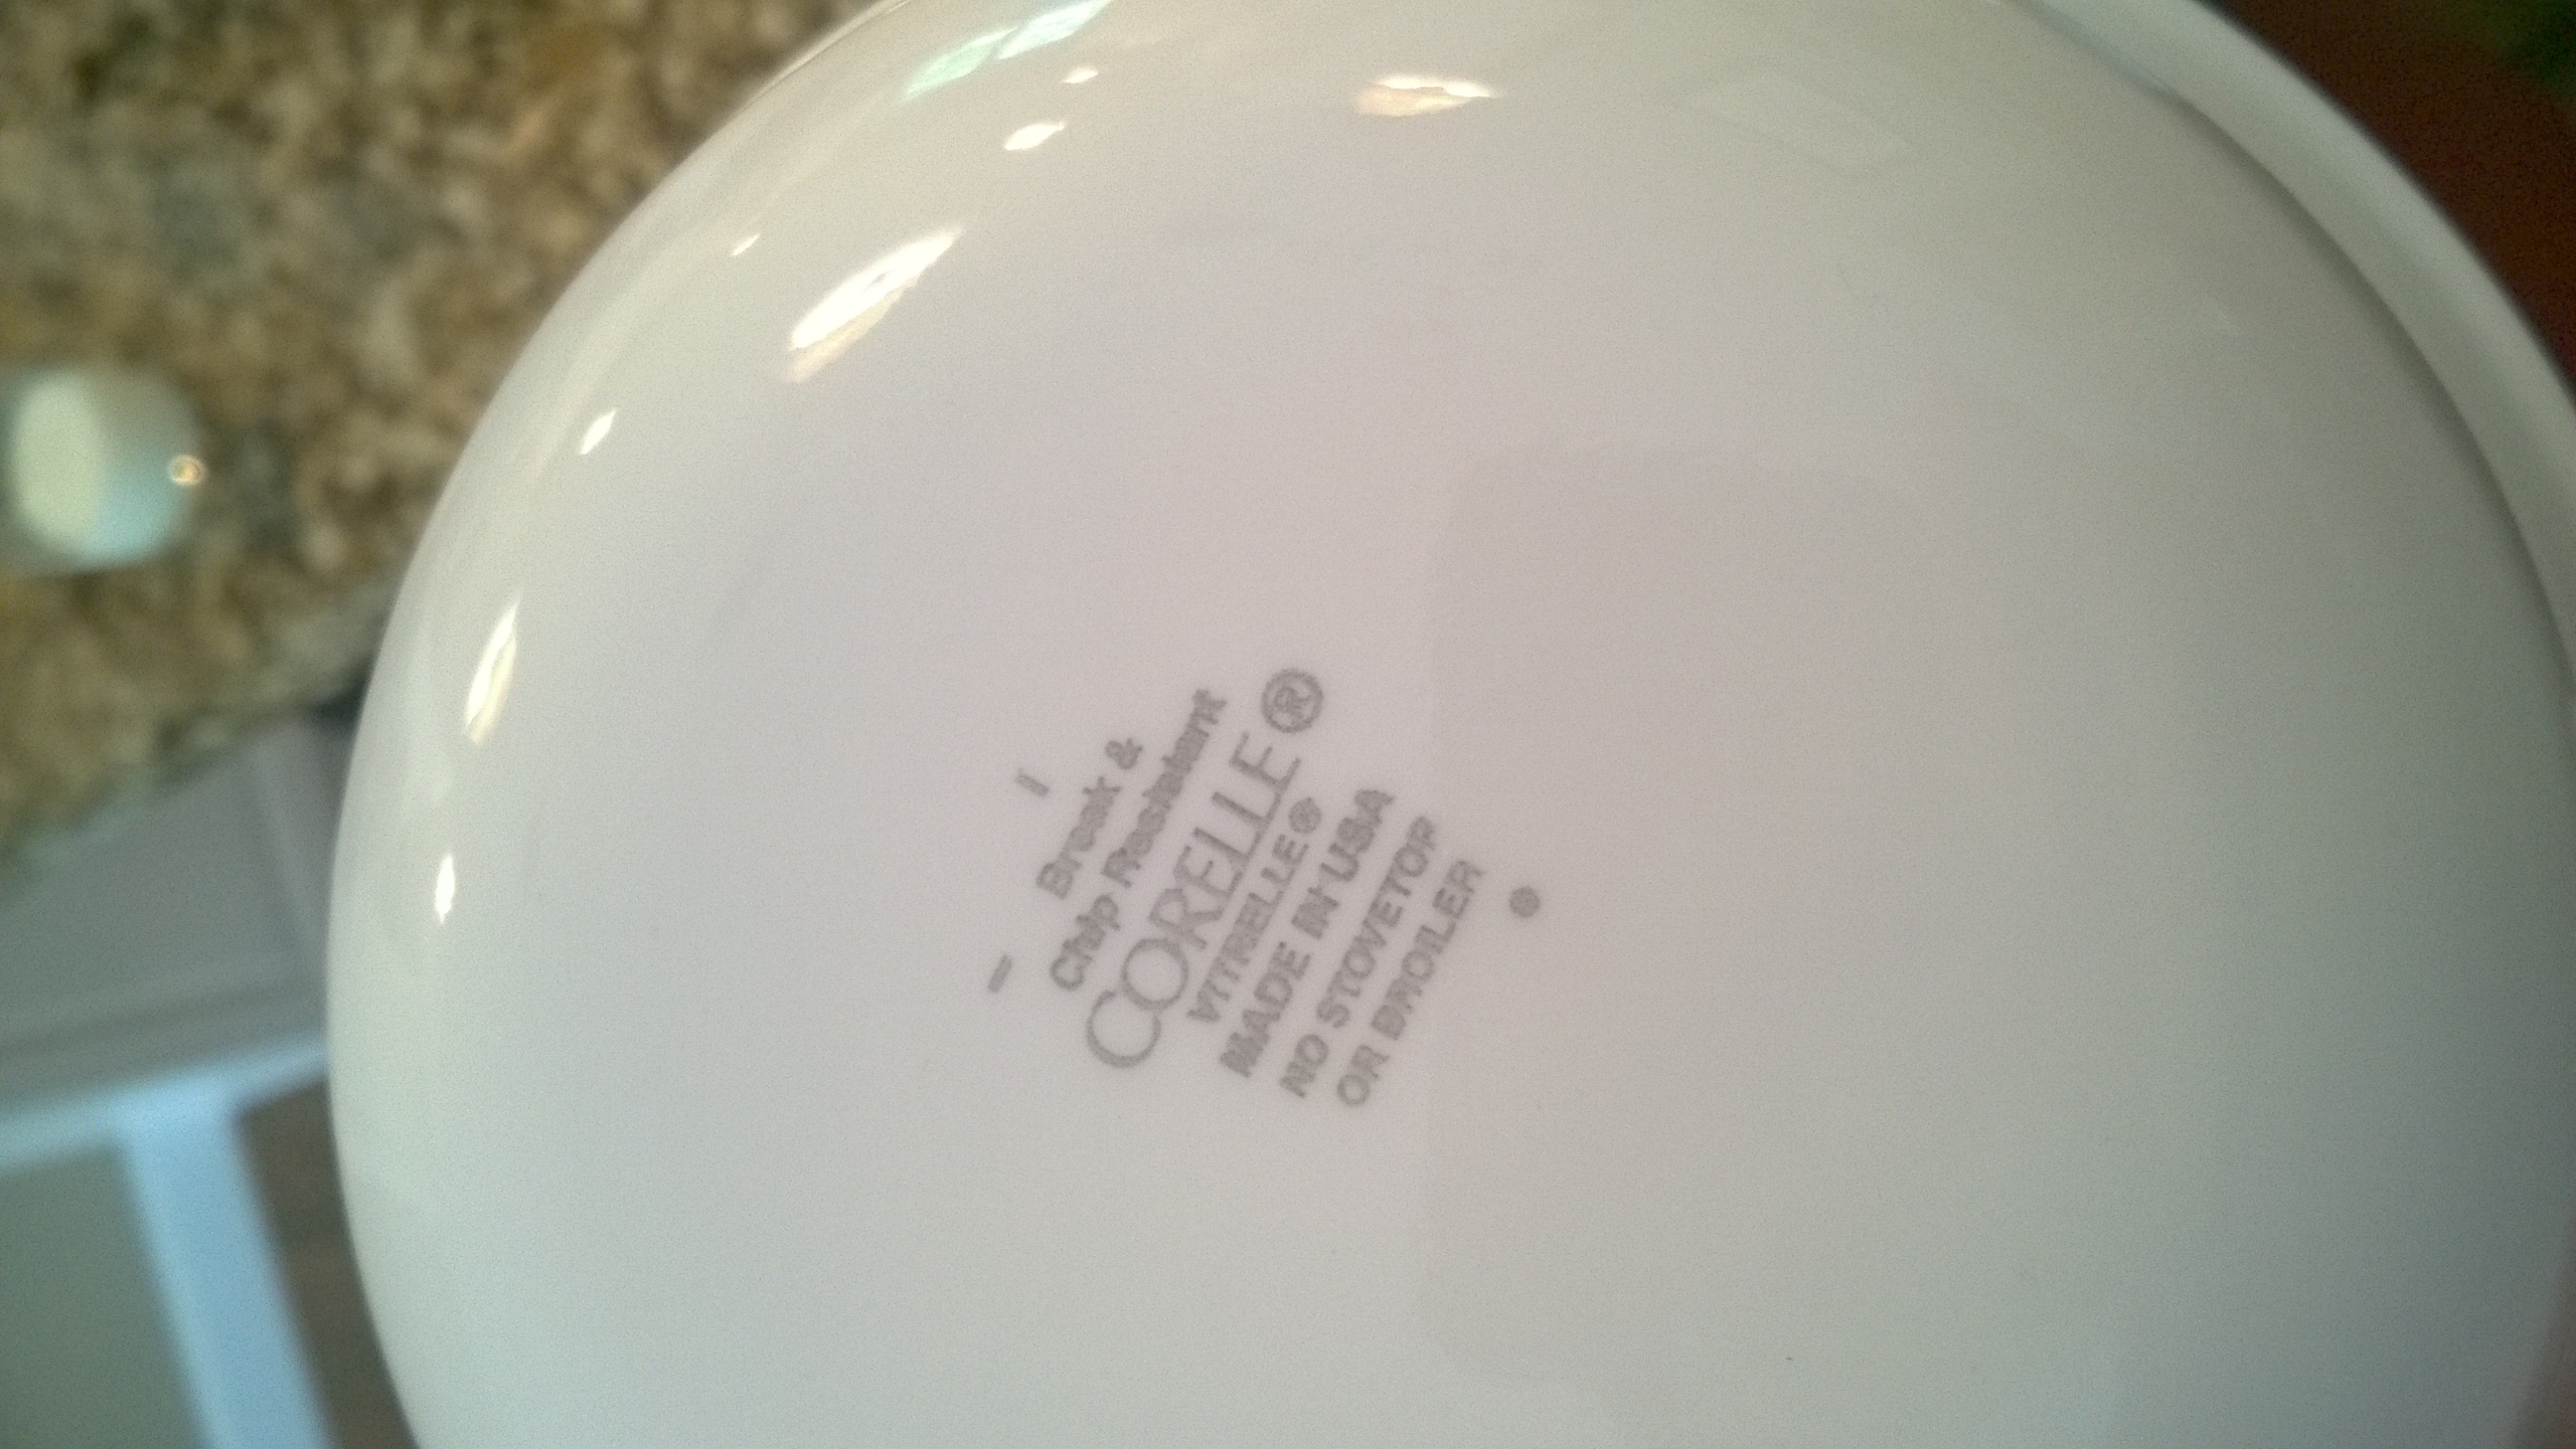 Break &
Chip Resistant
CORELLE®
VITRELLE®
MADE IN USA
NO STOVETOP
OR BROILER